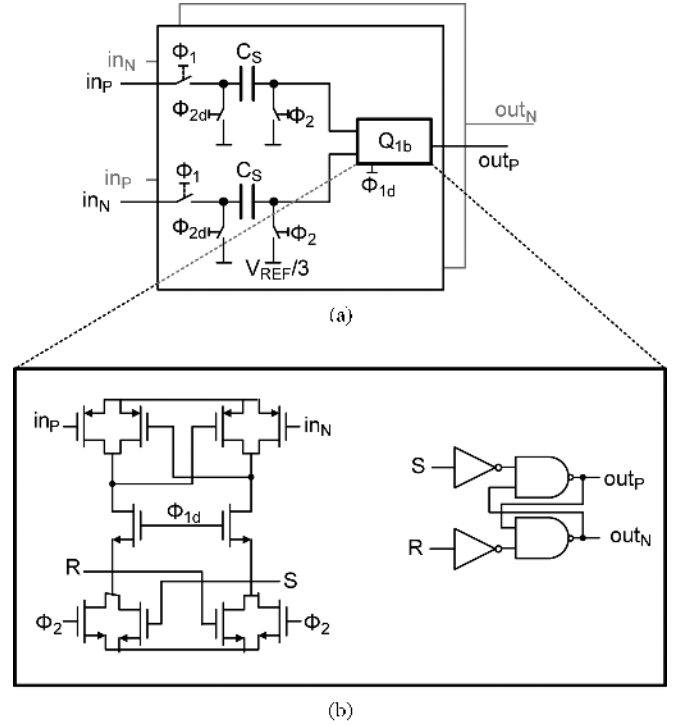 in_N
Φ_1
C_S
in_P
Φ_2d
Φ_2
out_N
Q_1b
out_P
in_P
Φ_1
C_S
Φ_1d
in_N
Φ_2d
Φ_2
V_REF/3
(a)
in_P
in_N
S
out_P
Φ_1d
R
S
R
out_N
Φ_2
Φ_2
(b)